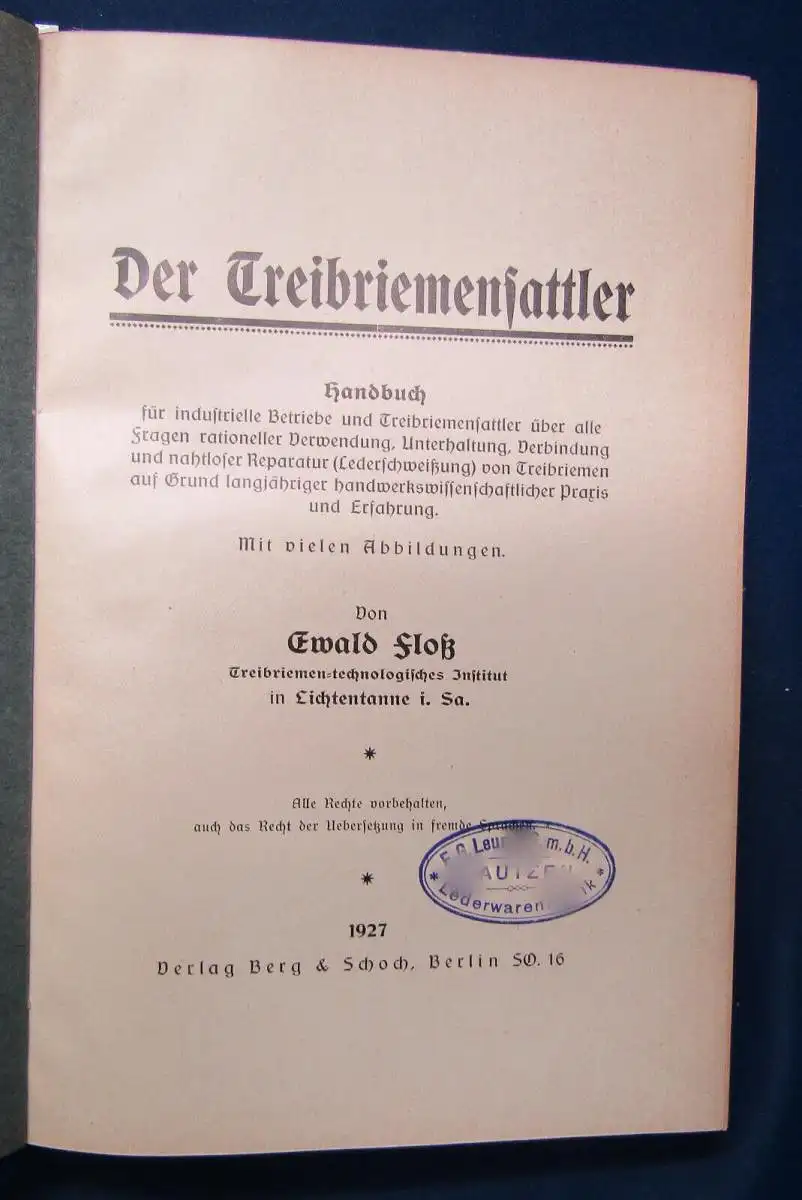 Der Treibriemensattler
Handbuch
für industrielle Betriebe und Treibriemensattler über alle
Fragen rationeller Verwendung, Unterhaltung, Verbindung
und nahtloser Reparatur (Lederschweißung) von Treibriemen
auf Grund langjähriger handwerkswissenschaftlicher Praxis
und Erfahrung.
Mit vielen Abbildungen.
Von
Ewald Floß
Treibriemen-technologisches Institut
in Lichtentanne i. Sa.
Alle Rechte vorbehalten,
auch das Recht der Uebersetzung in fremde Sprachen.
m. b. H.
1927
Verlag Berg & Schoch, Berlin SO. 16